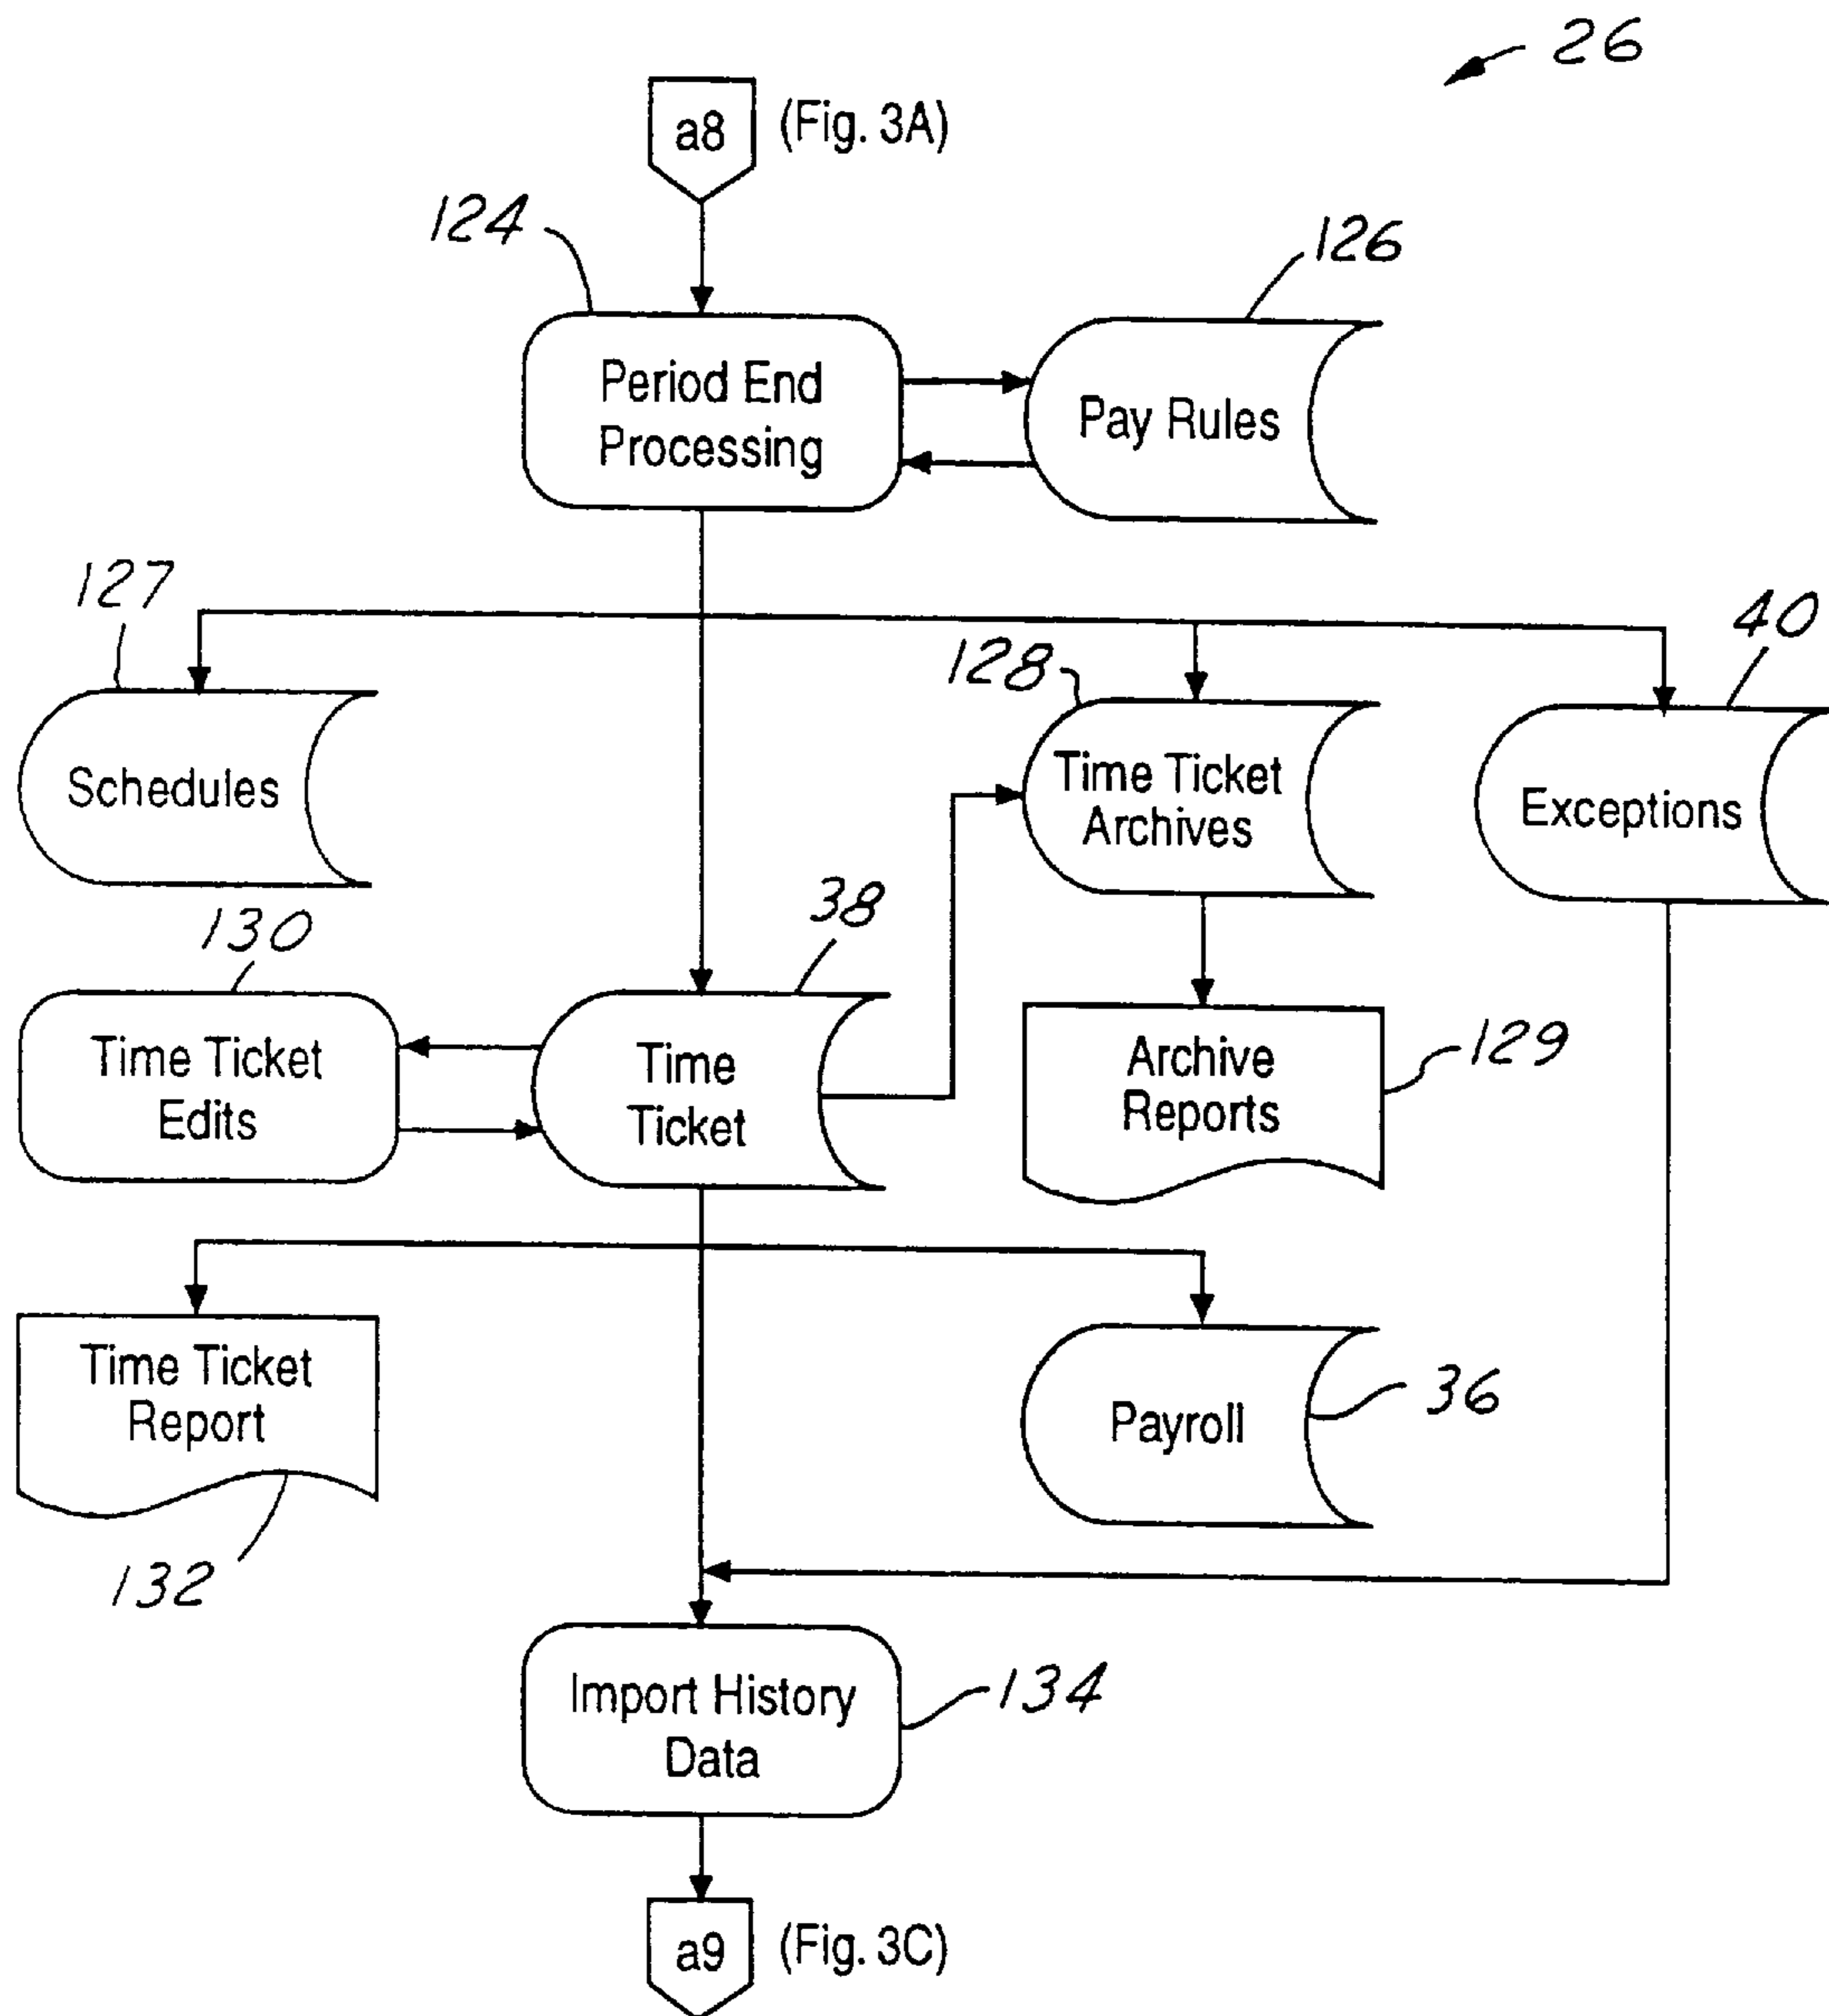 26
a8 (Fig. 3A)
124
126
Period End
Processing
Pay Rules
127
128
40
Schedules
Time Ticket
Archives
Exceptions
130
38
Time Ticket
Edits
Time
Ticket
Archive
Reports
129
Time Ticket
Report
Payroll
36
132
Import History
Data
134
a9 (Fig. 3C)